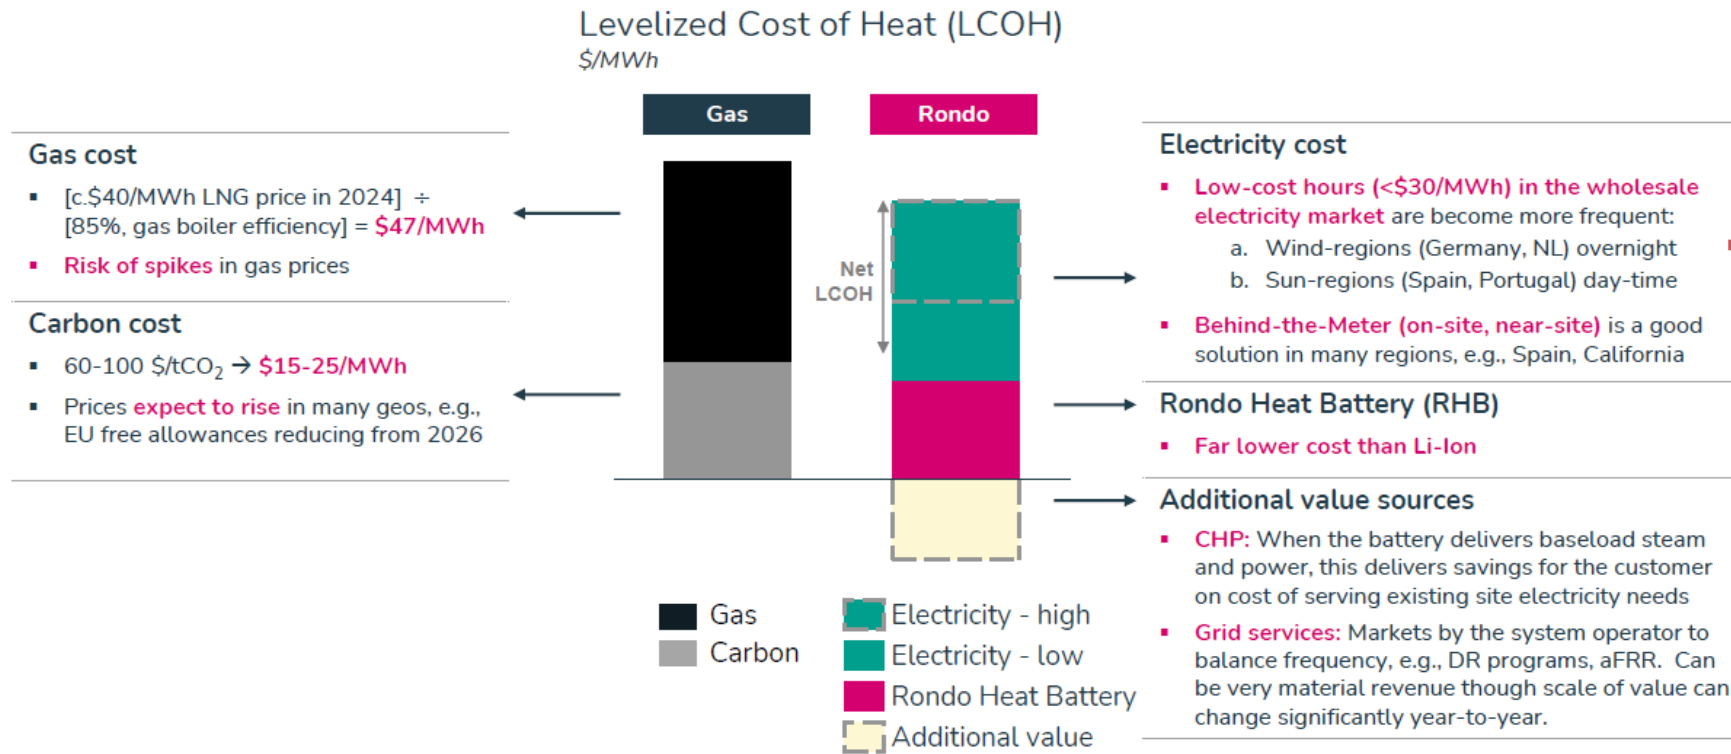 Levelized Cost of Heat (LCOH)
$/MWh
Gas
Rondo
Gas cost
▪ [c.$40/MWh LNG price in 2024] ÷
[85%, gas boiler efficiency] = $47/MWh
▪ Risk of spikes in gas prices
Carbon cost
▪ 60-100 $/tCO₂ → $15-25/MWh
▪ Prices expect to rise in many geos, e.g.,
EU free allowances reducing from 2026
Net
LCOH
Electricity cost
▪ Low-cost hours (<$30/MWh) in the wholesale
electricity market are become more frequent:
a. Wind-regions (Germany, NL) overnight
b. Sun-regions (Spain, Portugal) day-time
▪ Behind-the-Meter (on-site, near-site) is a good
solution in many regions, e.g., Spain, California
Rondo Heat Battery (RHB)
▪ Far lower cost than Li-Ion
Additional value sources
▪ CHP: When the battery delivers baseload steam
and power, this delivers savings for the customer
on cost of serving existing site electricity needs
▪ Grid services: Markets by the system operator to
balance frequency, e.g., DR programs, aFRR. Can
be very material revenue though scale of value can
change significantly year-to-year.
Gas
Carbon
Electricity - high
Electricity - low
Rondo Heat Battery
Additional value